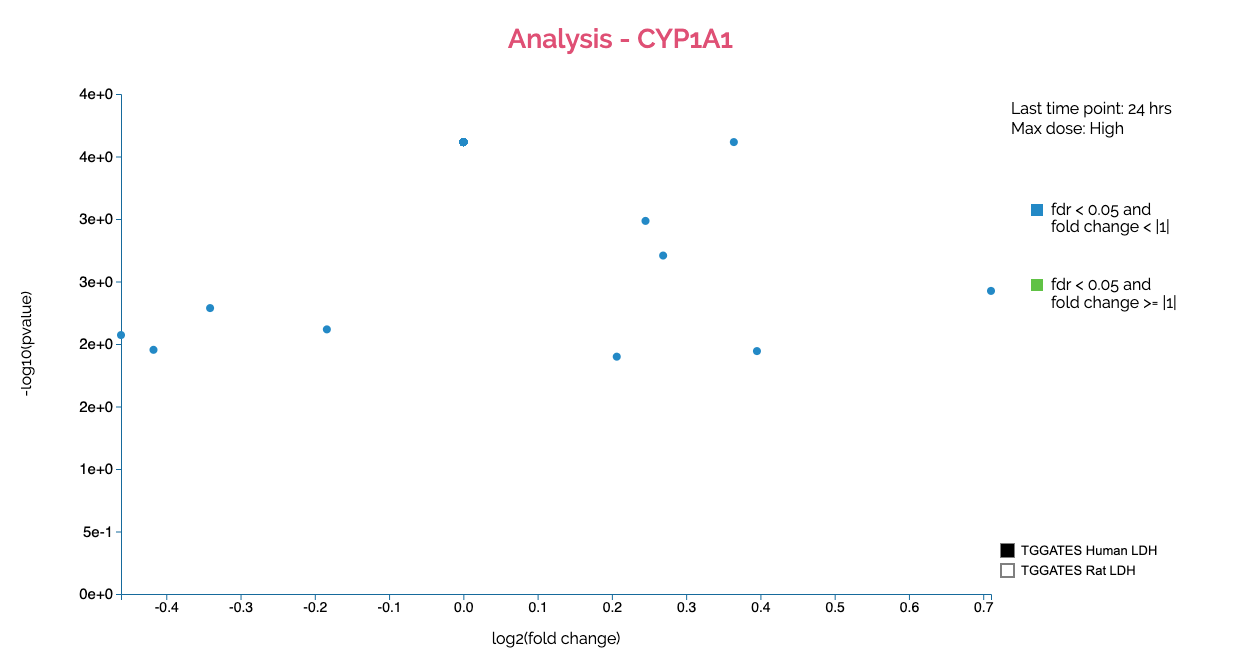 Analysis - CYP1A1
4e+0
4e+0
3e+0
3e+0
2e+0
2e+0
1e+0
5e-1
0e+0
-log10(pvalue)
-0.4
-0.3
-0.2
-0.1
0.0
0.1
0.2
0.3
0.4
0.5
0.6
0.7
log2(fold change)
Last time point: 24 hrs
Max dose: High
fdr < 0.05 and
fold change < |1|
fdr < 0.05 and
fold change >= |1|
TGGATES Human LDH
TGGATES Rat LDH